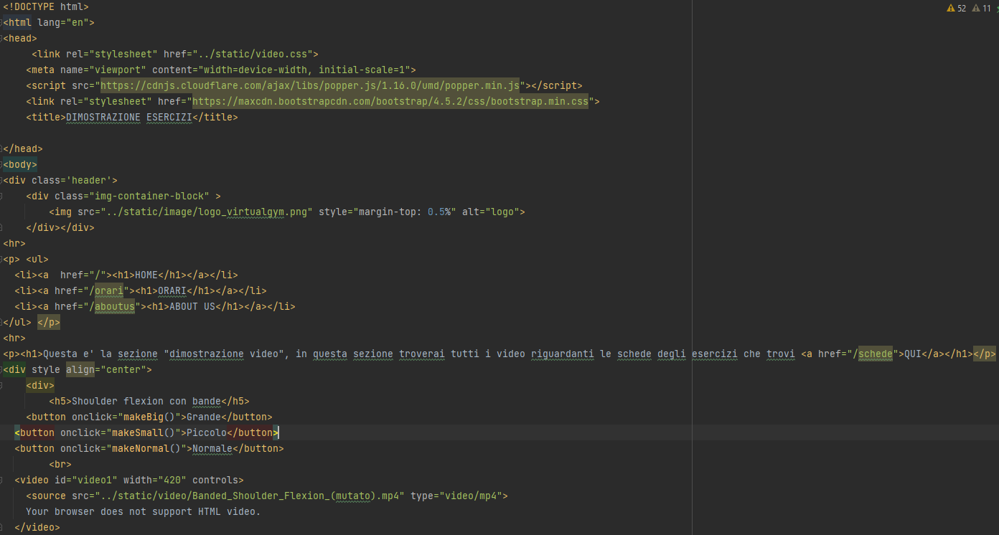 <!DOCTYPE html>
52 11
<html lang="en">
<head>
<link rel="stylesheet" href="../static/video.css">
<meta name="viewport" content="width=device-width, initial-scale=1">
<script src="https://cdnjs.cloudflare.com/ajax/libs/popper.js/1.16.0/umd/popper.min.js"></script>
<link rel="stylesheet" href="https://maxcdn.bootstrapcdn.com/bootstrap/4.5.2/css/bootstrap.min.css">
<title>DIMOSTRAZIONE ESERCIZI</title>
</head>
<body>
<div class='header'>
<div class="img-container-block" >
<img src="../static/image/logo_virtualgym.png" style="margin-top: 0.5%" alt="logo">
</div></div>
<hr>
<p> <ul>
<li><a  href="/"><h1>HOME</h1></a></li>
<li><a href="/orari"><h1>ORARI</h1></a></li>
<li><a href="/aboutus"><h1>ABOUT US</h1></a></li>
</ul> </p>
<hr>
<p><h1>Questa e' la sezione "dimostrazione video", in questa sezione troverai tutti i video riguardanti le schede degli esercizi che trovi <a href="/schede">QUI</a></h1></p>
<div style align="center">
<div>
<h5>Shoulder flexion con bande</h5>
<button onclick="makeBig()">Grande</button>
<button onclick="makeSmall()">Piccolo</button>
<button onclick="makeNormal()">Normale</button>
<br>
<video id="video1" width="420" controls>
<source src="../static/video/Banded_Shoulder_Flexion_(mutato).mp4" type="video/mp4">
Your browser does not support HTML video.
</video>